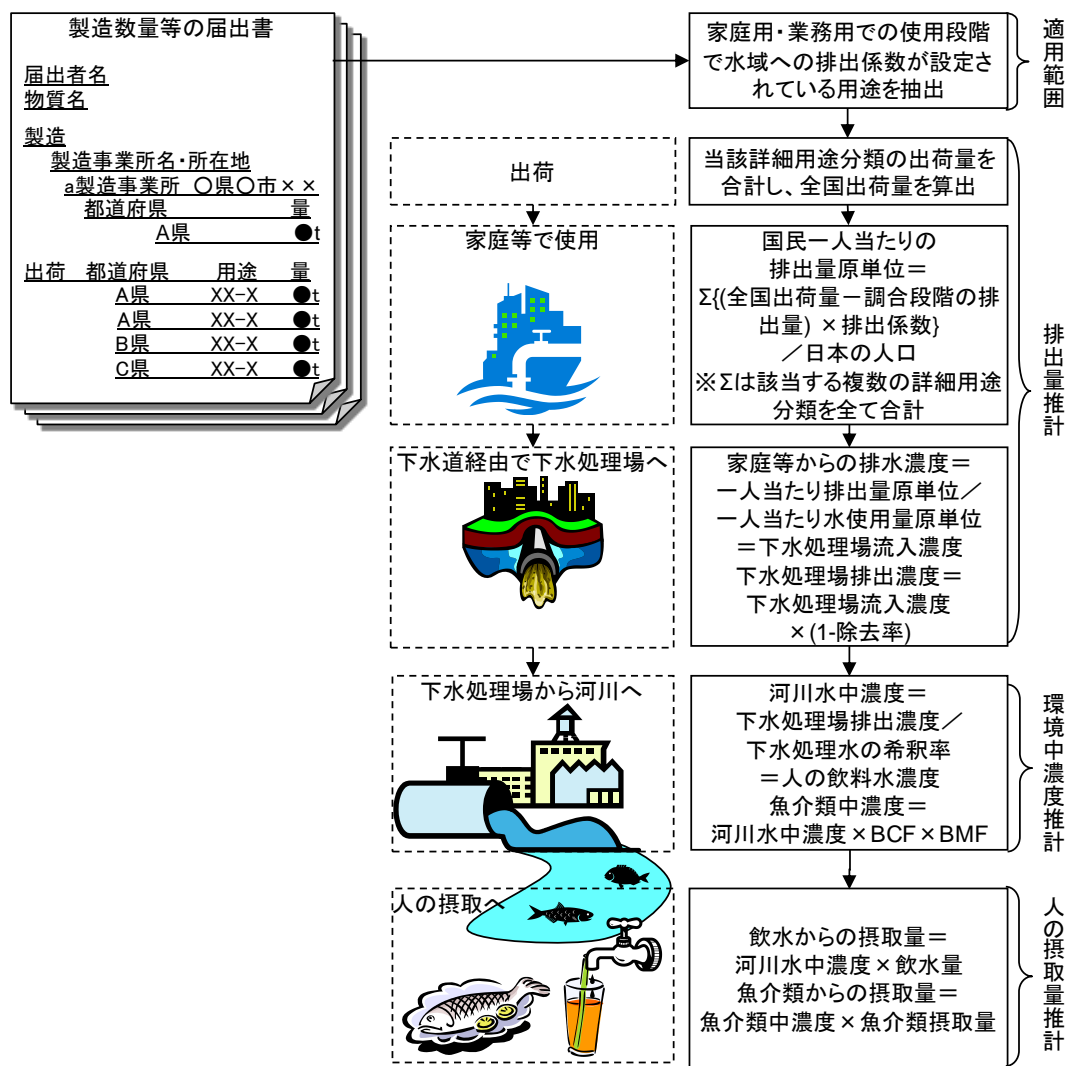 製造数量等の届出書
届出者名
物質名
製造
製造事業所名・所在地
a製造事業所 〇県〇市××
都道府県 量
A県 ●t
出荷 都道府県 用途 量
A県 XX-X ●t
A県 XX-X ●t
B県 XX-X ●t
C県 XX-X ●t
家庭用・業務用での使用段階
で水域への排出係数が設定さ
れている用途を抽出
適用範囲
出荷
当該詳細用途分類の出荷量を
合計し、全国出荷量を算出
家庭等で使用
国民一人当たりの
排出量原単位＝
Σ{(全国出荷量－調合段階の排
出量) ×排出係数}
／日本の人口
※Σは該当する複数の詳細用途
分類を全て合計
下水道経由で下水処理場へ
家庭等からの排水濃度＝
一人当たり排出量原単位／
一人当たり水使用量原単位
＝下水処理場流入濃度
下水処理場排出濃度＝
下水処理場流入濃度
×(1-除去率)
排出量推計
下水処理場から河川へ
河川水中濃度＝
下水処理場排出濃度／
下水処理水の希釈率
＝人の飲料水濃度
魚介類中濃度＝
河川水中濃度×BCF×BMF
環境中濃度推計
人の摂取へ
飲水からの摂取量＝
河川水中濃度×飲水量
魚介類からの摂取量＝
魚介類中濃度×魚介類摂取量
人の摂取量推計